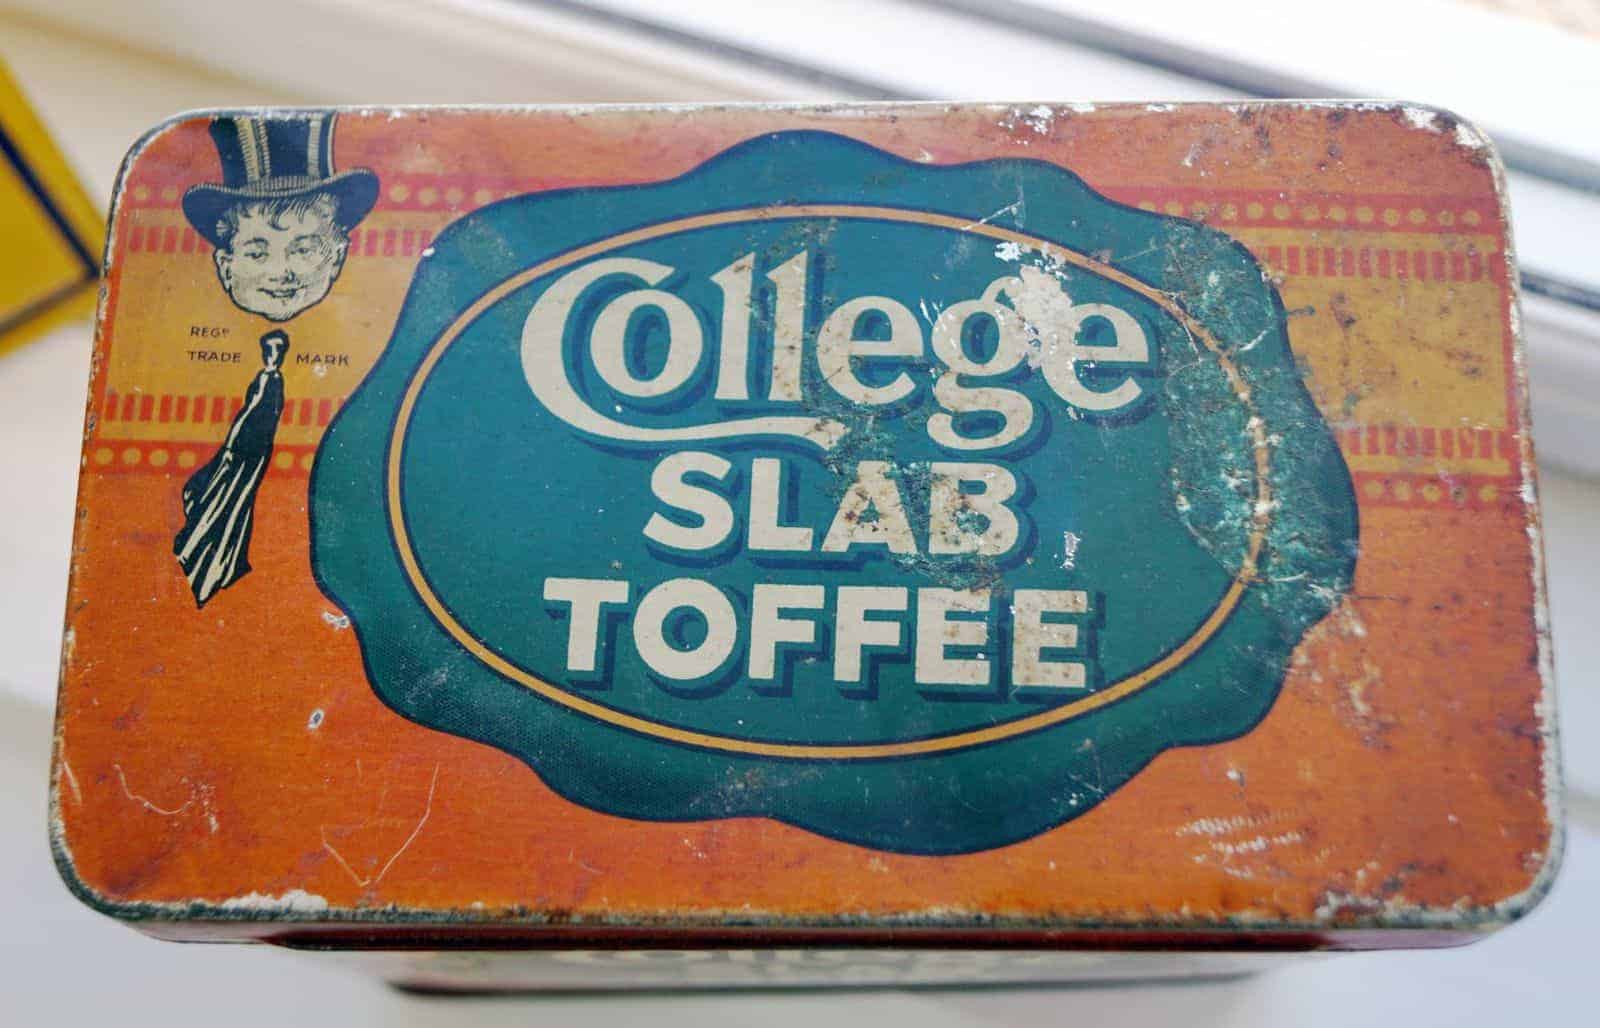 College
SLAB
TOFFEE
REGD
TRADE MARK